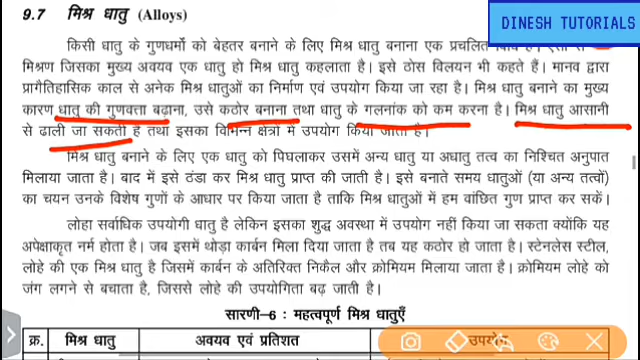 DINESH TUTORIALS
9.7 मिश्र धातु (Alloys)
किसी धातु के गुणधर्मो को बेहतर बनाने के लिए मिश्र धातु बनाना एक प्रचलित
मिश्रण जिसका मुख्य अवयव एक धातु हो मिश्र धातु कहलाता है। इसे ठोस विलयन भी कहते हैं। मानव द्वारा
प्रागैतिहासिक काल से अनेक मिश्र धातुओं का निर्माण एवं उपयोग किया जा रहा है। मिश्र धातु बनाने का मुख्य
कारण धातु की गुणवत्ता बढ़ाना, उसे कठोर बनाना तथा धातु के गलनांक को कम करना है। मिश्र धातु आसानी
से ढाली जा सकती है तथा इसका विभिन्न क्षेत्रों में उपयोग किया जाता है।
मिश्र धातु बनाने के लिए एक धातु को पिघलाकर उसमें अन्य धातु या अधातु तत्व का निश्चित अनुपात
मिलाया जाता है। बाद में इसे ठण्डा कर मिश्र धातु प्राप्त की जाती है। इसे बनाते समय धातुओं (या अन्य तत्वों)
का चयन उनके विशेष गुणों के आधार पर किया जाता है ताकि मिश्र धातुओं में हम वांछित गुण प्राप्त कर सकें।
लोहा सर्वाधिक उपयोगी धातु है लेकिन इसका शुद्ध अवस्था में उपयोग नहीं किया जा सकता क्योंकि यह
अपेक्षाकृत नर्म होता है। जब इसमें थोड़ा कार्बन मिला दिया जाता है तब यह कठोर हो जाता है। स्टेनलेस स्टील,
लोहे की एक मिश्र धातु है जिसमें कार्बन के अतिरिक्त निकैल और क्रोमियम मिलाया जाता है। क्रोमियम लोहे को
जंग लगने से बचाता है, जिससे लोहे की उपयोगिता बढ़ जाती है।
सारणी–6 : महत्वपूर्ण मिश्र धातुएँ
क्र. मिश्र धातु अवयव एवं प्रतिशत उपयोग